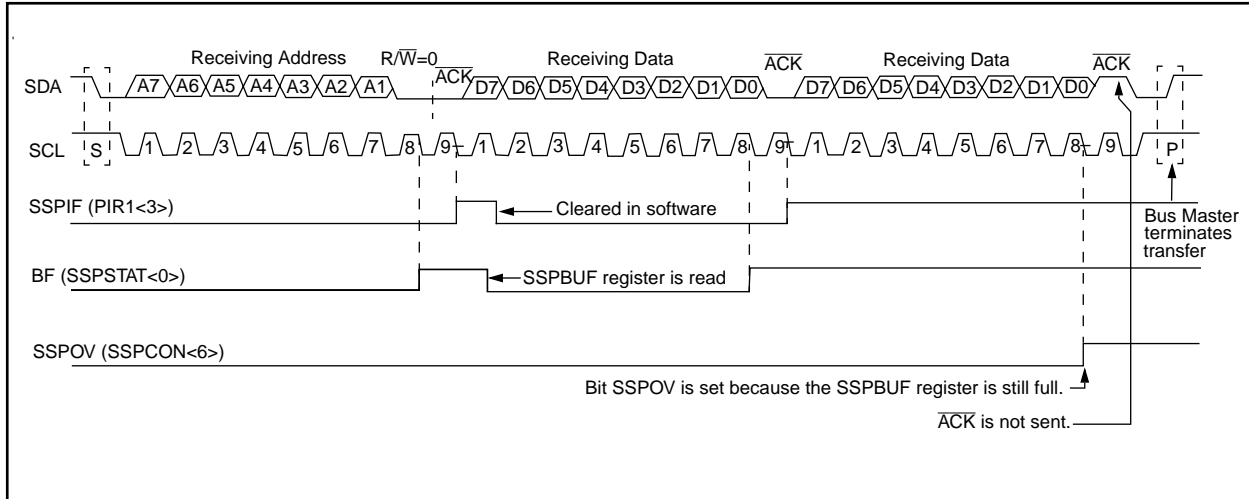 Receiving Address R/W̅=0 Receiving Data A̅C̅K̅ Receiving Data A̅C̅K̅
A̅C̅K̅
SDA A7 A6 A5 A4 A3 A2 A1 D7 D6 D5 D4 D3 D2 D1 D0 D7 D6 D5 D4 D3 D2 D1 D0
SCL S 1 2 3 4 5 6 7 8 9 1 2 3 4 5 6 7 8 9 1 2 3 4 5 6 7 8 9 P
SSPIF (PIR1<3>)
Cleared in software
Bus Master
terminates
transfer
BF (SSPSTAT<0>)
SSPBUF register is read
SSPOV (SSPCON<6>)
Bit SSPOV is set because the SSPBUF register is still full.
A̅C̅K̅ is not sent.